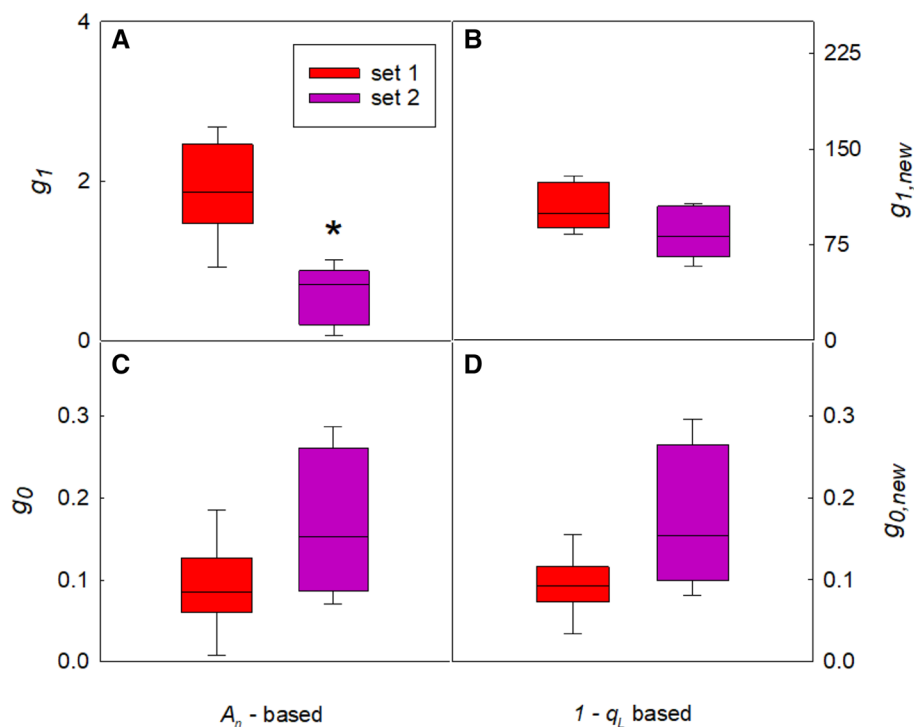 A
B
set 1
set 2
*
4
2
0
g1
225
150
75
0
g1,new
C
D
0.3
0.2
0.1
0.0
g0
0.3
0.2
0.1
0.0
g0,new
An - based
1 - qL based